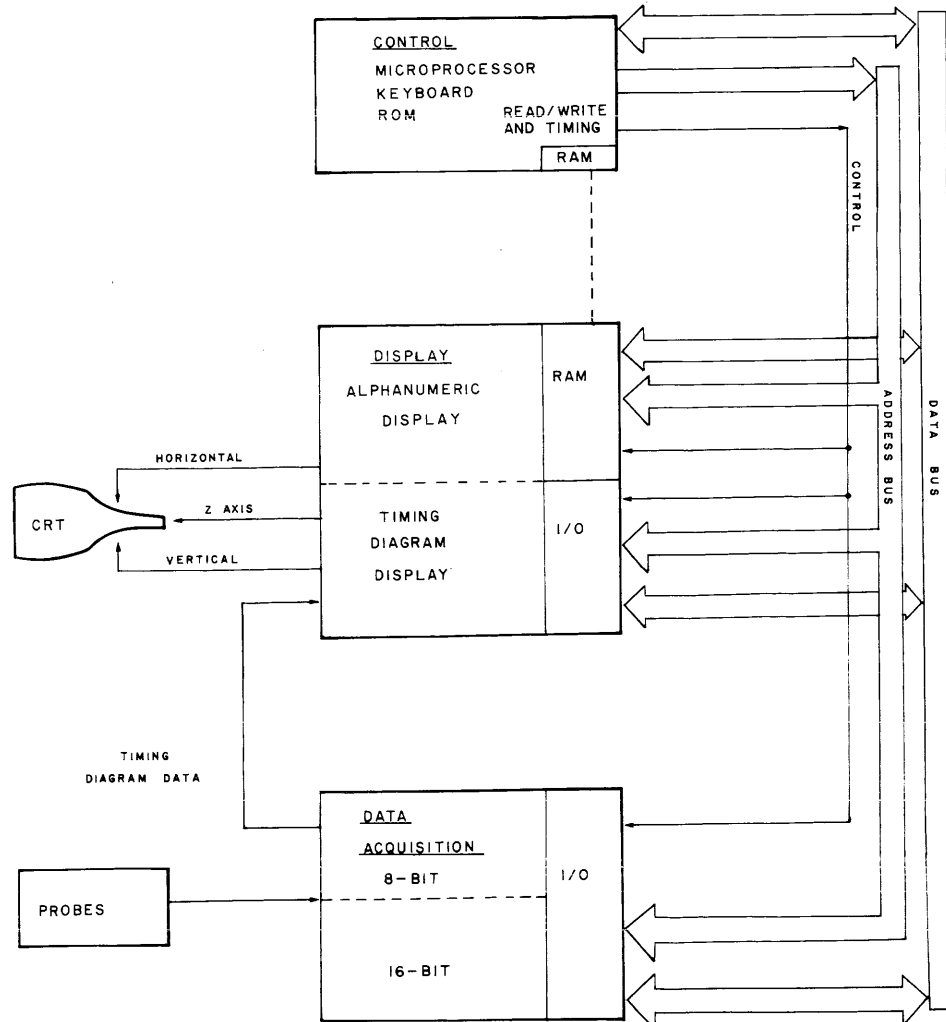 CONTROL
MICROPROCESSOR
KEYBOARD
ROM
READ/WRITE
AND TIMING
RAM
CONTROL
DISPLAY
ALPHANUMERIC
DISPLAY
RAM
ADDRESS BUS
DATA BUS
HORIZONTAL
Z AXIS
CRT
VERTICAL
TIMING
DIAGRAM
DISPLAY
I/O
TIMING
DIAGRAM DATA
DATA
ACQUISITION
8-BIT
I/O
PROBES
16-BIT